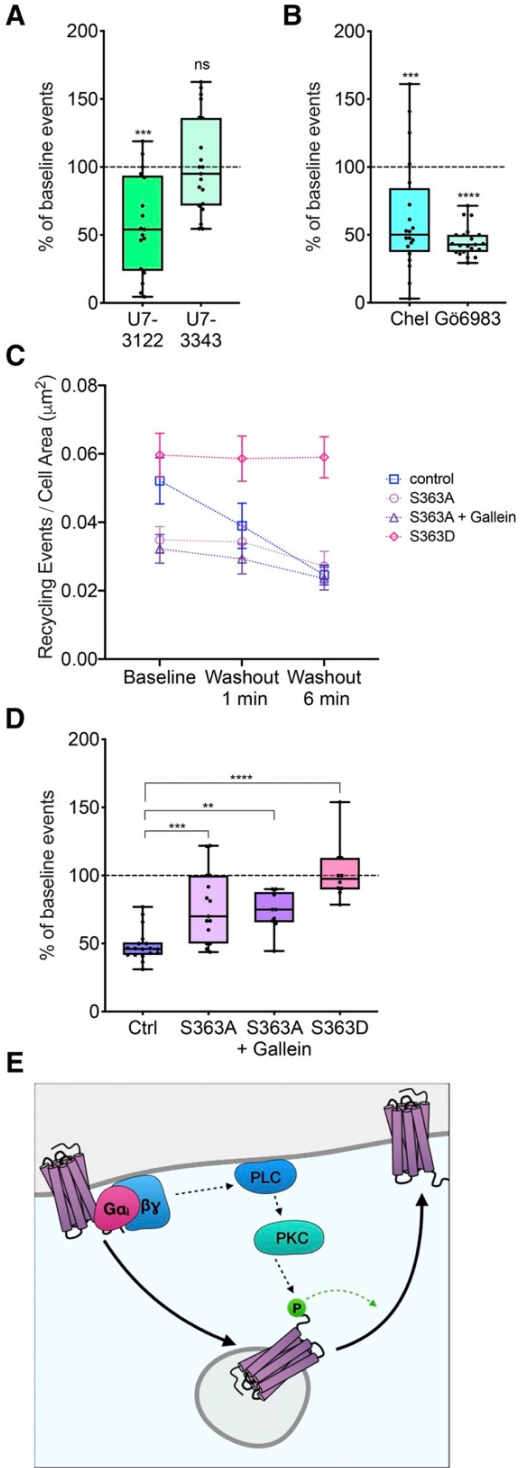 A
% of baseline events
200
150
100
50
0
***
ns
U7-
3122
U7-
3343
B
% of baseline events
200
150
100
50
0
***
****
Chel Gö6983
C
Recycling Events / Cell Area (μm²)
0.08
0.06
0.04
0.02
0.00
Baseline
Washout
1 min
Washout
6 min
control
S363A
S363A + Gallein
S363D
D
% of baseline events
200
150
100
50
0
****
**
***
Ctrl S363A S363A S363D
+ Gallein
E
Gαi
βγ
PLC
PKC
P